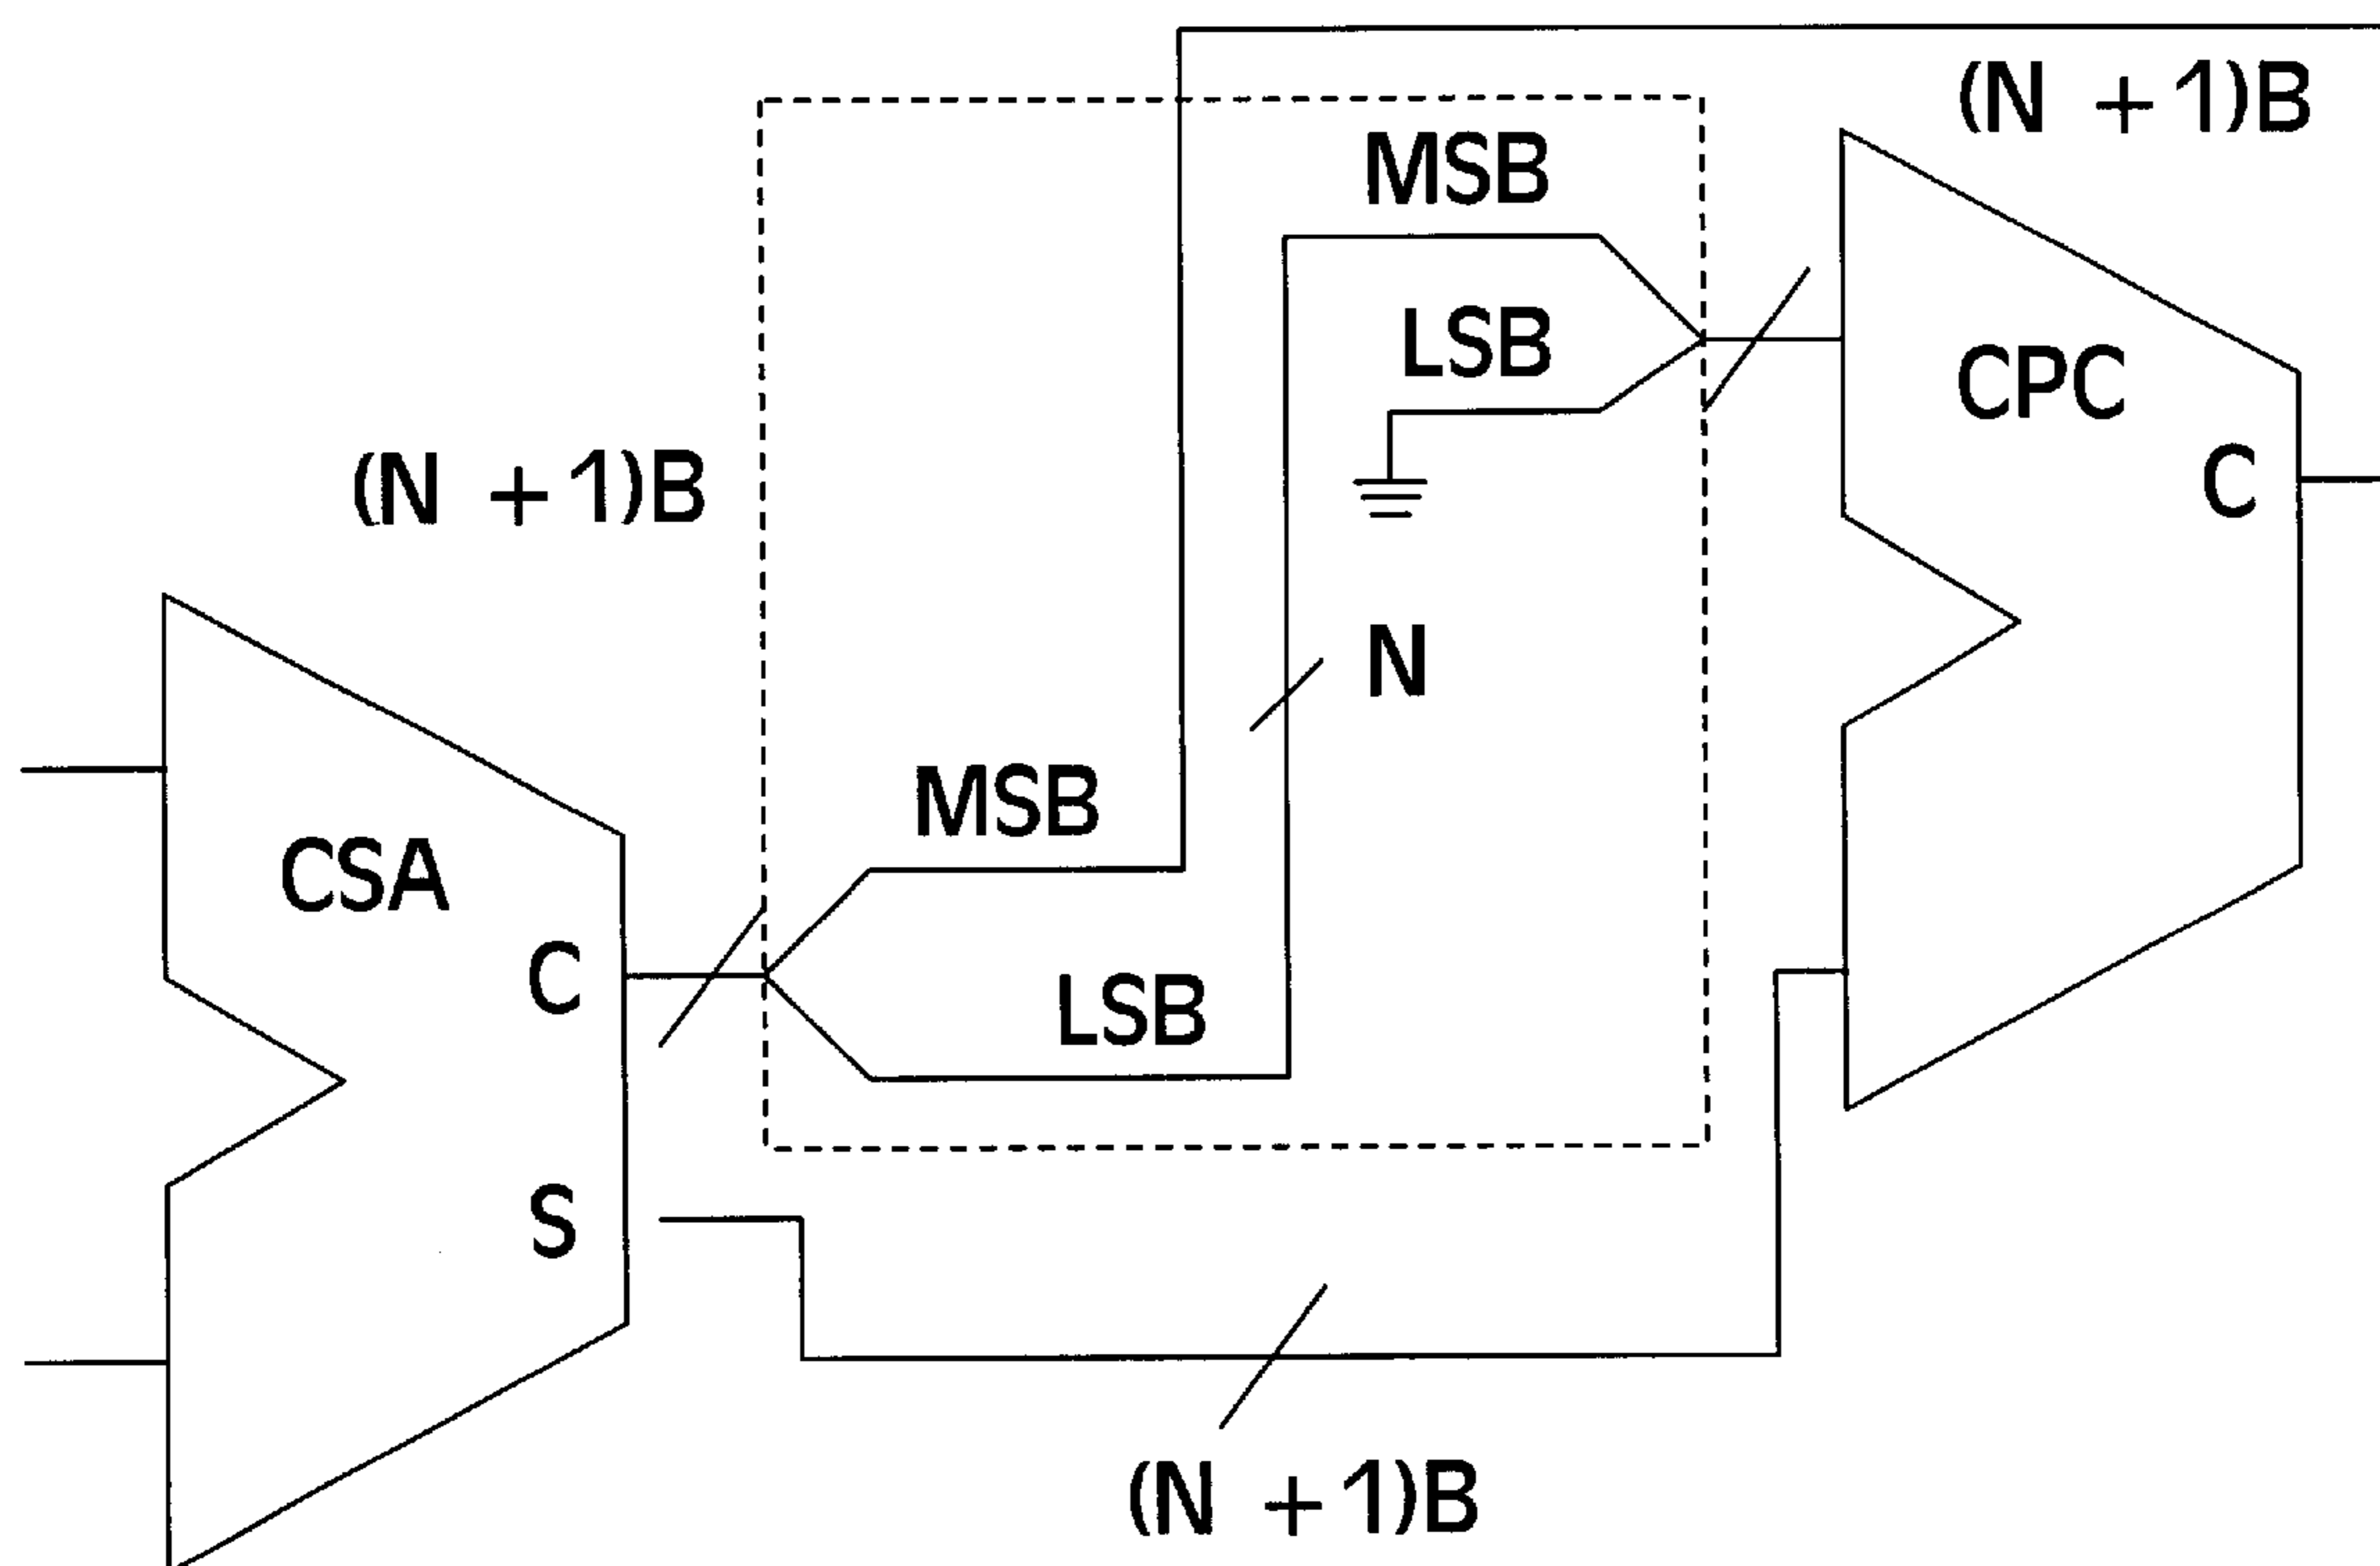 (N + 1)B
MSB
LSB
CPC
C
(N + 1)B
N
MSB
CSA
C
LSB
S
(N + 1)B